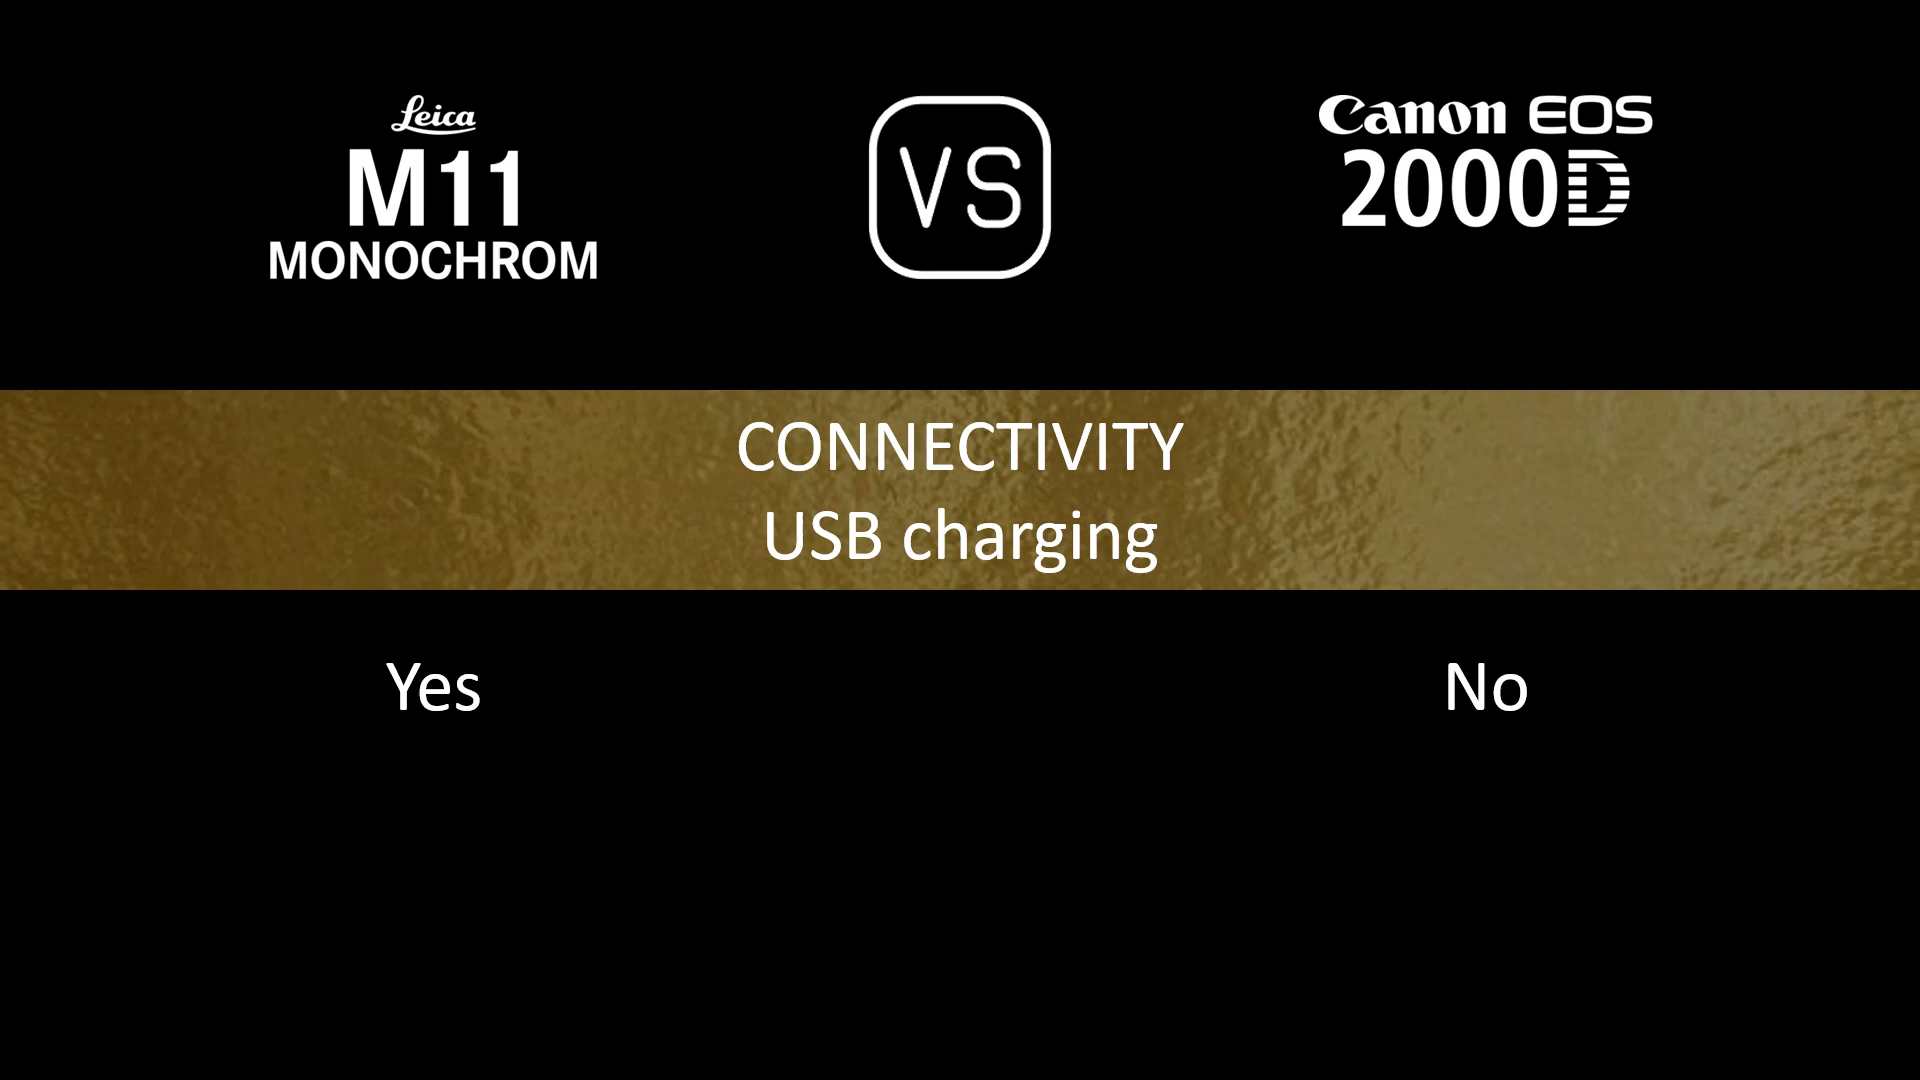 Leica
M11
MONOCHROM
VS
Canon EOS
2000D
CONNECTIVITY
USB charging
Yes
No